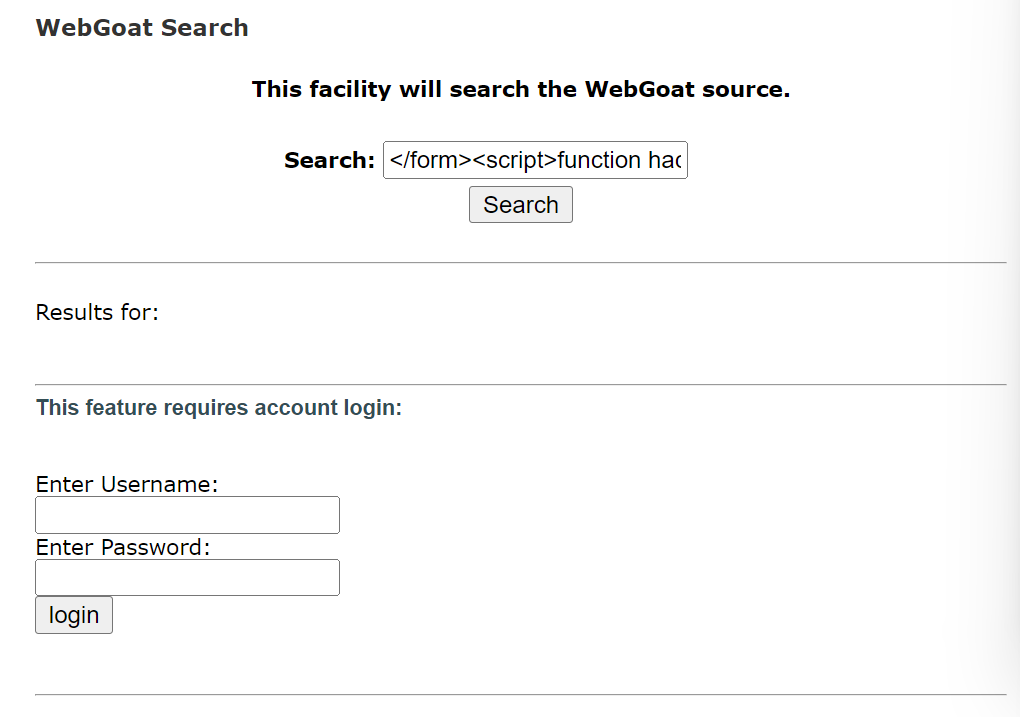 WebGoat Search
This facility will search the WebGoat source.
Search: </form><script>function hac
Search
Results for:
This feature requires account login:
Enter Username:
Enter Password:
login